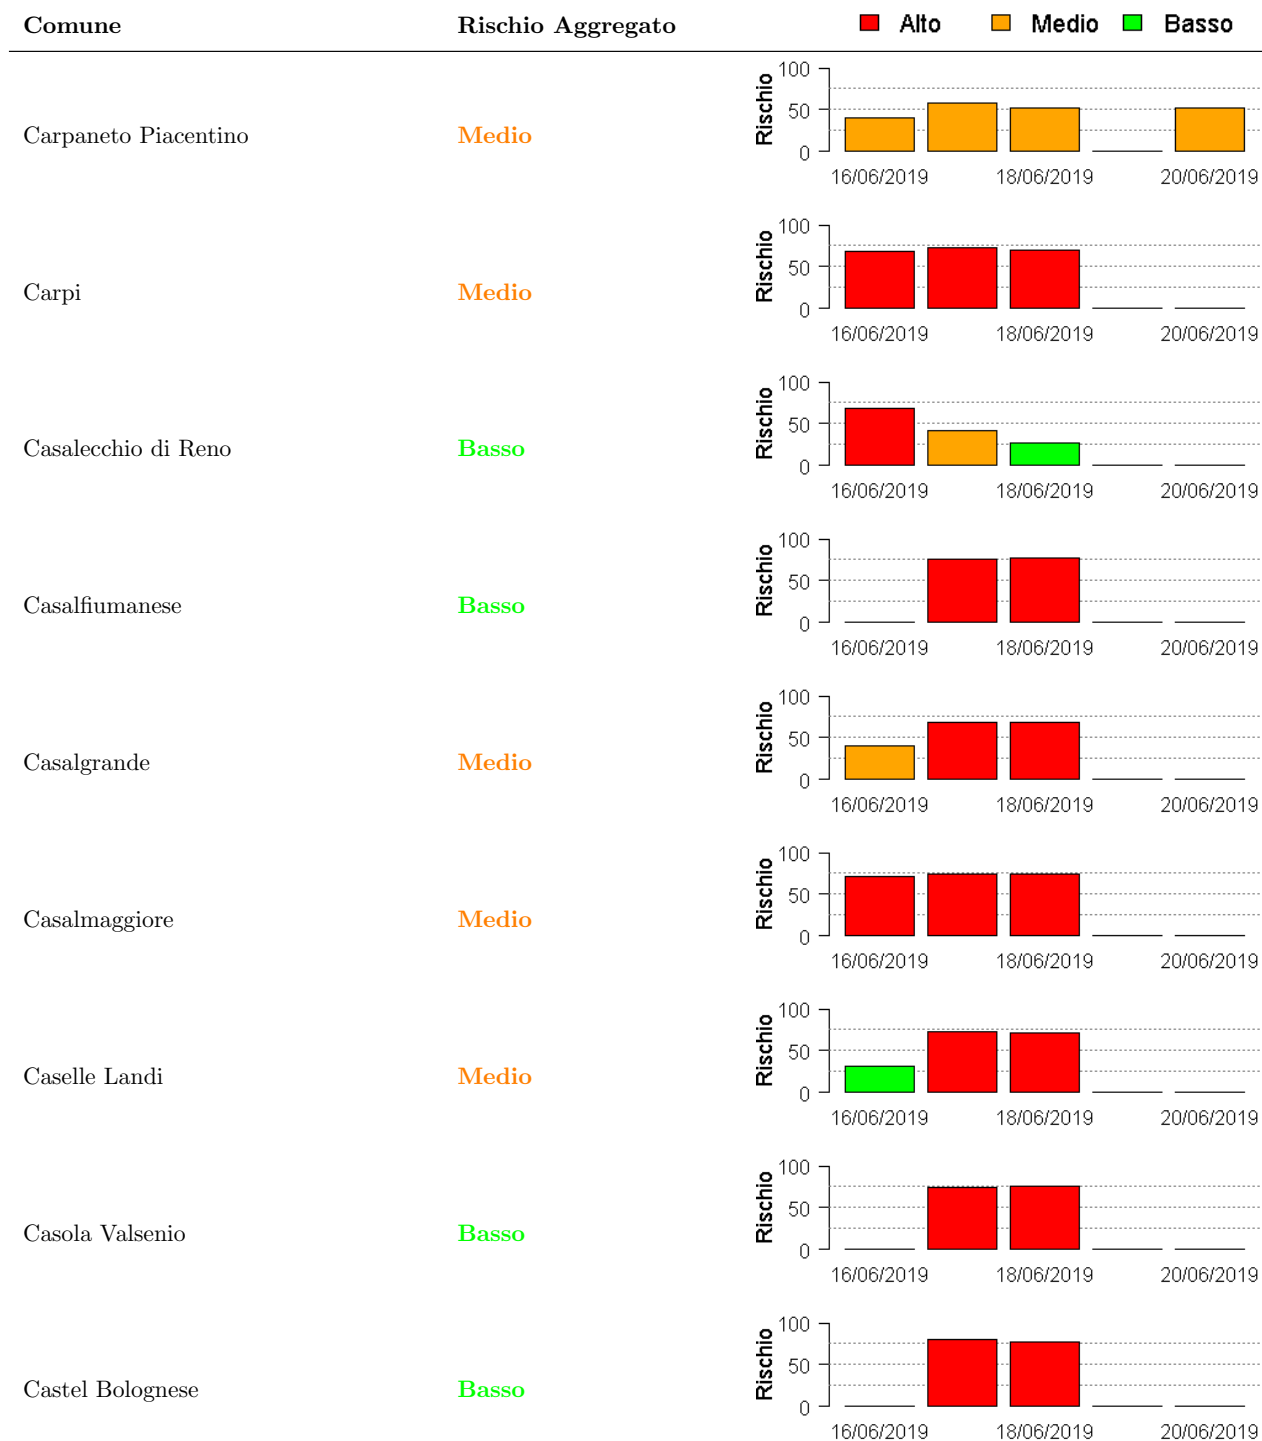 Comune Rischio Aggregato Alto Medio Basso
Carpaneto Piacentino Medio Rischio 100 50 0
16/06/2019 18/06/2019 20/06/2019
Carpi Medio Rischio 100 50 0
16/06/2019 18/06/2019 20/06/2019
Casalecchio di Reno Basso Rischio 100 50 0
16/06/2019 18/06/2019 20/06/2019
Casalfiumanese Basso Rischio 100 50 0
16/06/2019 18/06/2019 20/06/2019
Casalgrande Medio Rischio 100 50 0
16/06/2019 18/06/2019 20/06/2019
Casalmaggiore Medio Rischio 100 50 0
16/06/2019 18/06/2019 20/06/2019
Caselle Landi Medio Rischio 100 50 0
16/06/2019 18/06/2019 20/06/2019
Casola Valsenio Basso Rischio 100 50 0
16/06/2019 18/06/2019 20/06/2019
Castel Bolognese Basso Rischio 100 50 0
16/06/2019 18/06/2019 20/06/2019